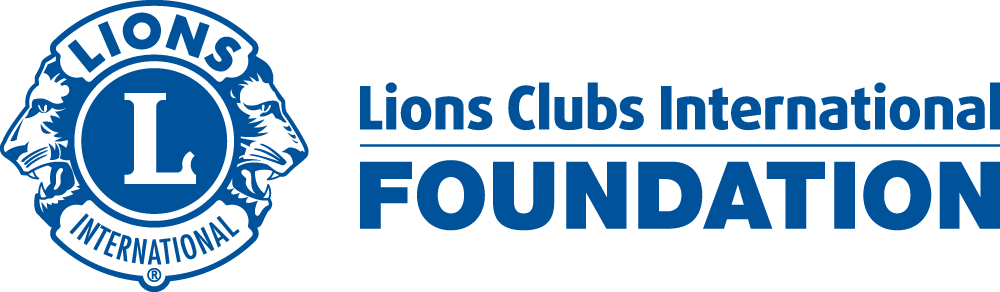 LIONS
L
INTERNATIONAL
®
Lions Clubs International
FOUNDATION